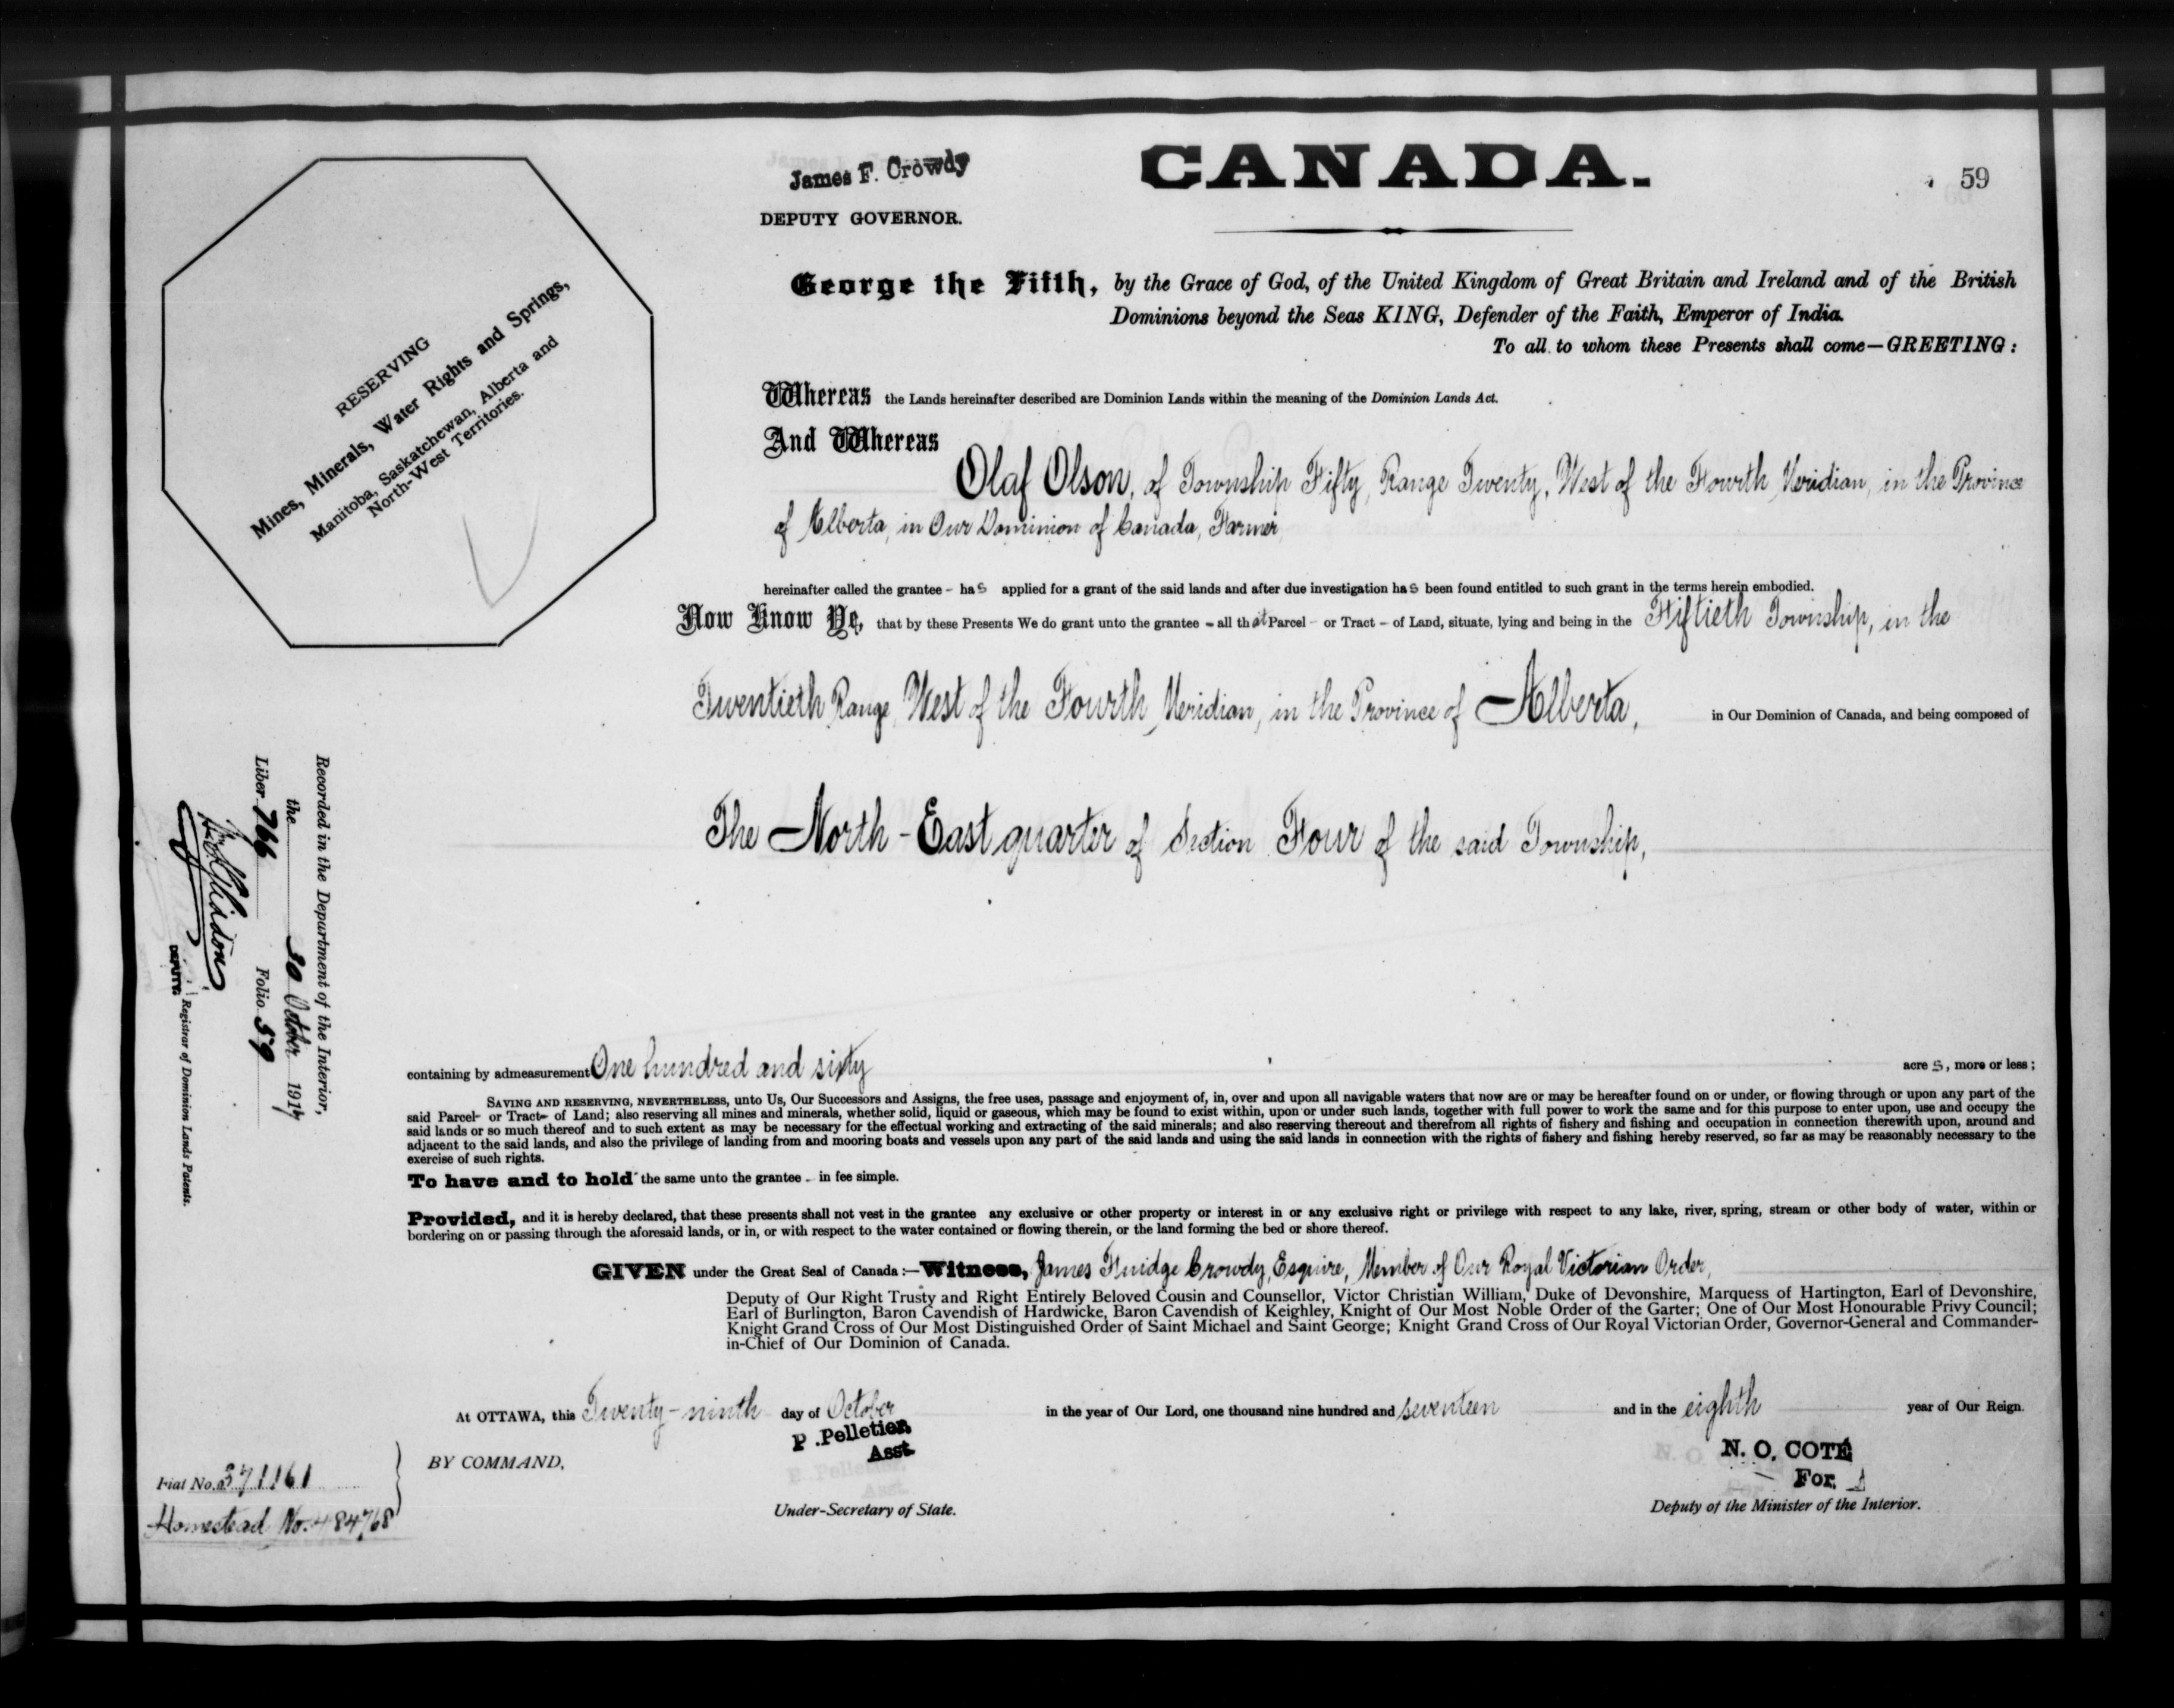 James F. Crowdy
DEPUTY GOVERNOR.
CANADA.
59
RESERVING
Mines, Minerals, Water Rights and Springs,
Manitoba, Saskatchewan, Alberta and
North-West Territories.
George the Fifth, by the Grace of God, of the United Kingdom of Great Britain and Ireland and of the British
Dominions beyond the Seas KING, Defender of the Faith, Emperor of India.
To all to whom these Presents shall come—GREETING:
Whereas the Lands hereinafter described are Dominion Lands within the meaning of the Dominion Lands Act.
And Whereas
Olaf Olson, of Township Fifty, Range Twenty, West of the Fourth Meridian, in the Province
of Alberta, in Our Dominion of Canada, Farmer
hereinafter called the grantee - has applied for a grant of the said lands and after due investigation has been found entitled to such grant in the terms herein embodied.
Now Know Ye, that by these Presents We do grant unto the grantee - all that Parcel - or Tract - of Land, situate, lying and being in the Fiftieth Township, in the
Twentieth Range, West of the Fourth Meridian, in the Province of Alberta, in Our Dominion of Canada, and being composed of
The North-East quarter of Section Four of the said Township,
Recorded in the Department of the Interior,
the 30 October 1917
Liber 766 Folio 59
DEPUTY Registrar of Dominion Lands Patents.
containing by admeasurement One hundred and sixty acres, more or less;
SAVING AND RESERVING, NEVERTHELESS, unto Us, Our Successors and Assigns, the free uses, passage and enjoyment of, in, over and upon all navigable waters that now are or may be hereafter found on or under, or flowing through or upon any part of the
said Parcel- or Tract- of Land; also reserving all mines and minerals, whether solid, liquid or gaseous, which may be found to exist within, upon or under such lands, together with full power to work the same and for this purpose to enter upon, use and occupy the
said lands or so much thereof and to such extent as may be necessary for the effectual working and extracting of the said minerals; and also reserving thereout and therefrom all rights of fishery and fishing and occupation in connection therewith upon, around and
adjacent to the said lands, and also the privilege of landing from and mooring boats and vessels upon any part of the said lands and using the said lands in connection with the rights of fishery and fishing hereby reserved, so far as may be reasonably necessary to the
exercise of such rights.
To have and to hold the same unto the grantee - in fee simple.
Provided, and it is hereby declared, that these presents shall not vest in the grantee any exclusive or other property or interest in or any exclusive right or privilege with respect to any lake, river, spring, stream or other body of water, within or
bordering on or passing through the aforesaid lands, or in, or with respect to the water contained or flowing therein, or the land forming the bed or shore thereof.
GIVEN under the Great Seal of Canada:—Witness, James Fuidge Crowdy, Esquire, Member of Our Royal Victorian Order,
Deputy of Our Right Trusty and Right Entirely Beloved Cousin and Counsellor, Victor Christian William, Duke of Devonshire, Marquess of Hartington, Earl of Devonshire,
Earl of Burlington, Baron Cavendish of Hardwicke, Baron Cavendish of Keighley, Knight of Our Most Noble Order of the Garter; One of Our Most Honourable Privy Council;
Knight Grand Cross of Our Most Distinguished Order of Saint Michael and Saint George; Knight Grand Cross of Our Royal Victorian Order, Governor-General and Commander-
in-Chief of Our Dominion of Canada.
At OTTAWA, this Twenty-ninth day of October in the year of Our Lord, one thousand nine hundred and seventeen and in the eighth year of Our Reign.
P. Pelletier,
Asst.
N. O. COTÉ
For.
BY COMMAND,
Under-Secretary of State.
Deputy of the Minister of the Interior.
Fiat No. 371161
Homestead No. 484768